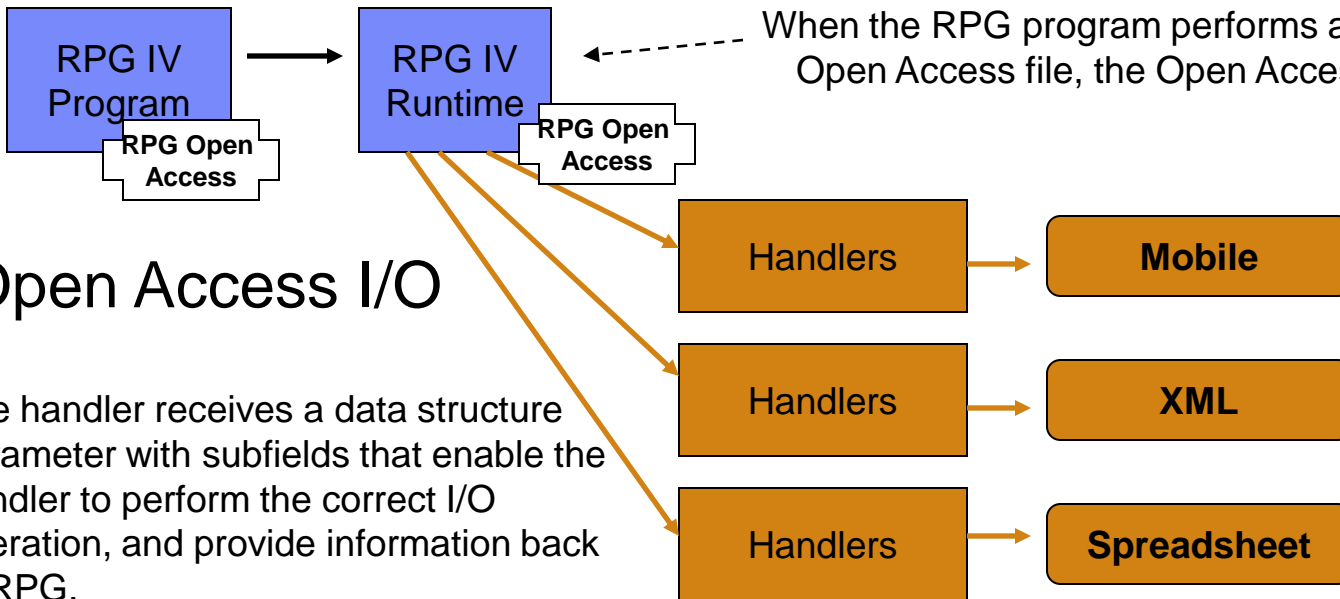 RPG IV
Program
RPG Open
Access
RPG IV
Runtime
RPG Open
Access
When the RPG program performs a
Open Access file, the Open Acce
Open Access I/O
e handler receives a data structure
ameter with subfields that enable the
ndler to perform the correct I/O
eration, and provide information back
RPG.
Handlers
Mobile
Handlers
XML
Handlers
Spreadsheet